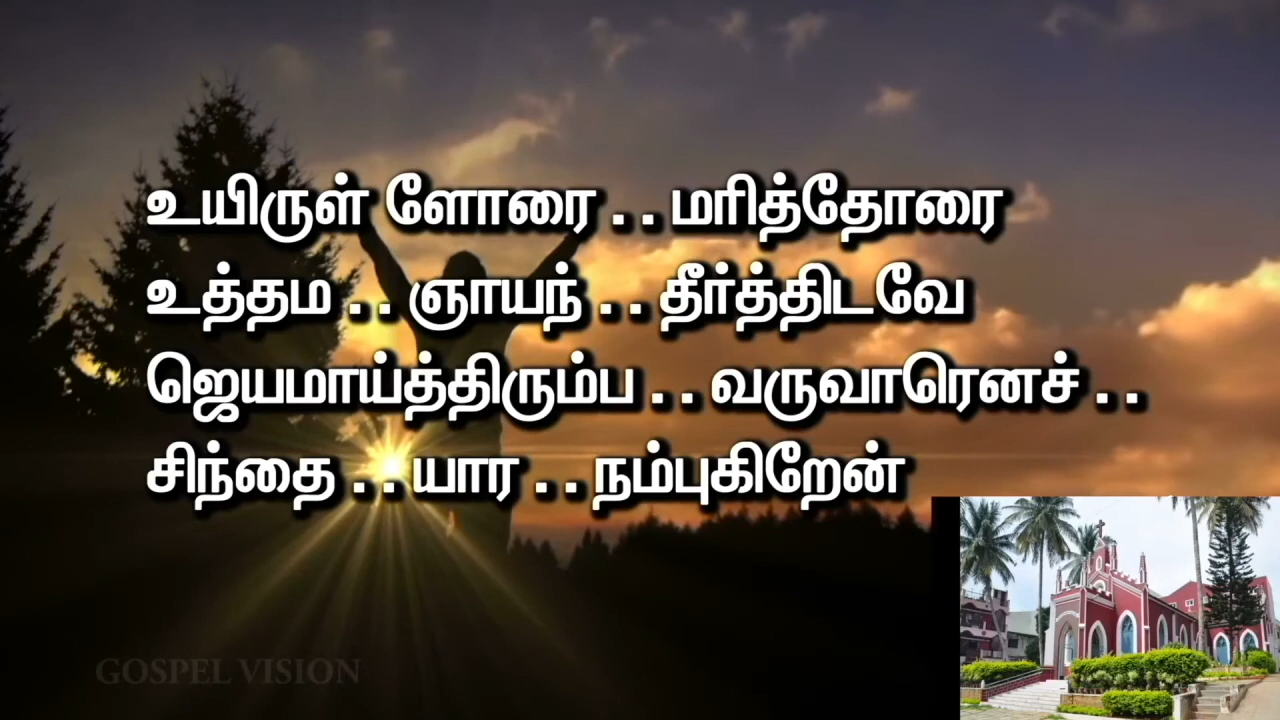 உயிருள் ளோரை . . மரித்தோரை
உத்தம . . ஞாயந் . . தீர்த்திடவே
ஜெயமாய்த்திரும்ப . . வருவாரெனச் . .
சிந்தை . . யார . . நம்புகிறேன்
GOSPEL VISION